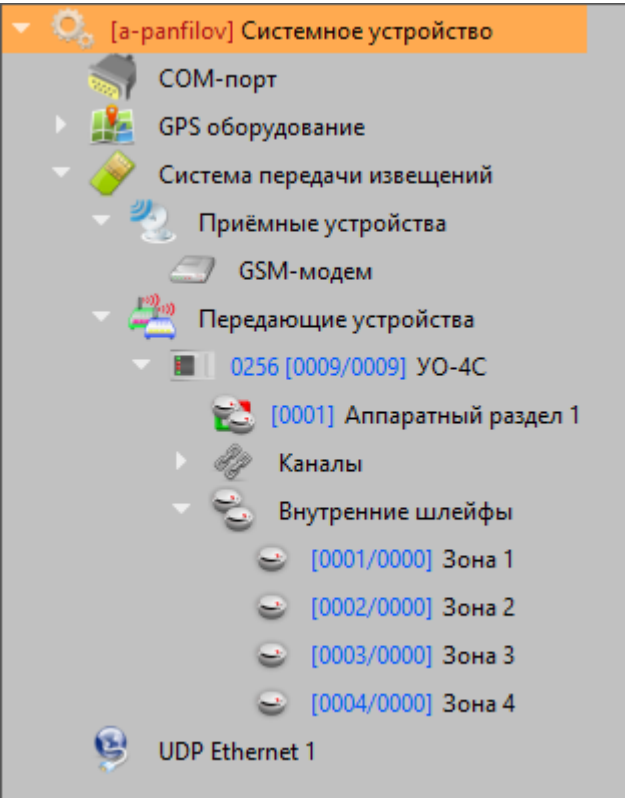 [a-panfilov] Системное устройство
COM-порт
GPS оборудование
Система передачи извещений
Приёмные устройства
GSM-модем
Передающие устройства
0256 [0009/0009] УО-4С
[0001] Аппаратный раздел 1
Каналы
Внутренние шлейфы
[0001/0000] Зона 1
[0002/0000] Зона 2
[0003/0000] Зона 3
[0004/0000] Зона 4
UDP Ethernet 1